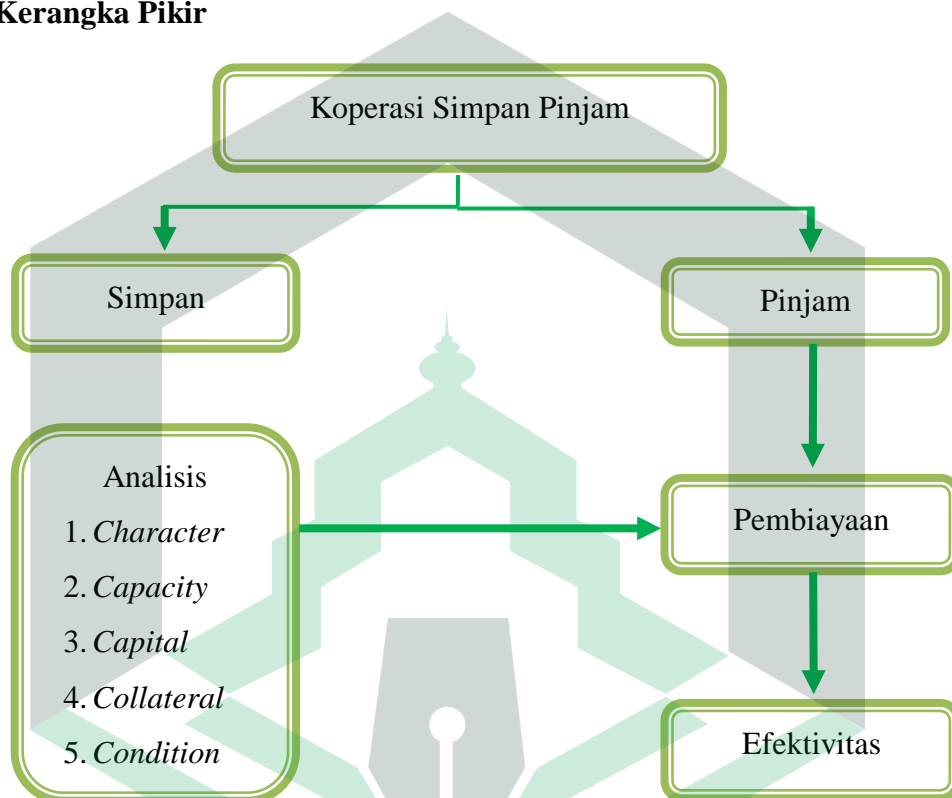 Kerangka Pikir
Koperasi Simpan Pinjam
Simpan
Pinjam
Analisis
1. Character
2. Capacity
3. Capital
4. Collateral
5. Condition
Pembiayaan
Efektivitas